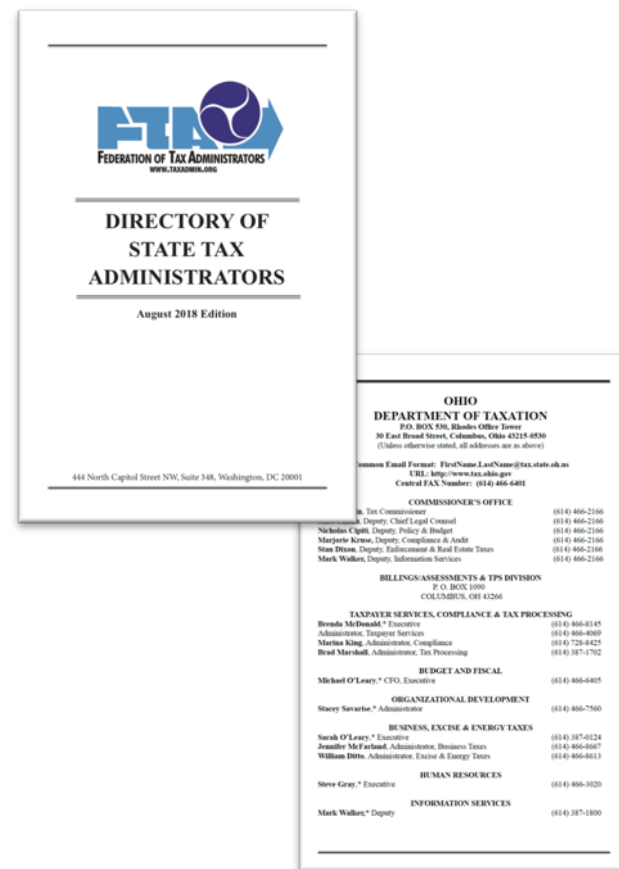 FTA
FEDERATION OF TAX ADMINISTRATORS
WWW.TAXADMIN.ORG
DIRECTORY OF
STATE TAX
ADMINISTRATORS
August 2018 Edition
444 North Capitol Street NW, Suite 348, Washington, DC 20001
OHIO
DEPARTMENT OF TAXATION
P.O. BOX 530, Rhodes Office Tower
30 East Broad Street, Columbus, Ohio 43215-0530
(Unless otherwise stated, all addresses are as above)
ommon Email Format: FirstName.LastName@tax.state.oh.us
URL: http://www.tax.ohio.gov
Central FAX Number: (614) 466-6401
COMMISSIONER'S OFFICE
Tax Commissioner (614) 466-2166
Deputy, Chief Legal Counsel (614) 466-2166
Nicholas Cipiti, Deputy, Policy & Budget (614) 466-2166
Marjorie Kruse, Deputy, Compliance & Audit (614) 466-2166
Stan Dixon, Deputy, Enforcement & Real Estate Taxes (614) 466-2166
Mark Walker, Deputy, Information Services (614) 466-2166
BILLINGS/ASSESSMENTS & TPS DIVISION
P. O. BOX 1090
COLUMBUS, OH 43266
TAXPAYER SERVICES, COMPLIANCE & TAX PROCESSING
Brenda McDonald,* Executive (614) 466-8145
Administrator, Taxpayer Services (614) 466-4069
Marina King, Administrator, Compliance (614) 728-8425
Brad Marshall, Administrator, Tax Processing (614) 387-1702
BUDGET AND FISCAL
Michael O'Leary,* CFO, Executive (614) 466-6405
ORGANIZATIONAL DEVELOPMENT
Stacey Savarise,* Administrator (614) 466-7560
BUSINESS, EXCISE & ENERGY TAXES
Sarah O'Leary,* Executive (614) 387-0124
Jennifer McFarland, Administrator, Business Taxes (614) 466-8667
William Ditto, Administrator, Excise & Energy Taxes (614) 466-8613
HUMAN RESOURCES
Steve Gray,* Executive (614) 466-3020
INFORMATION SERVICES
Mark Walker,* Deputy (614) 387-1800